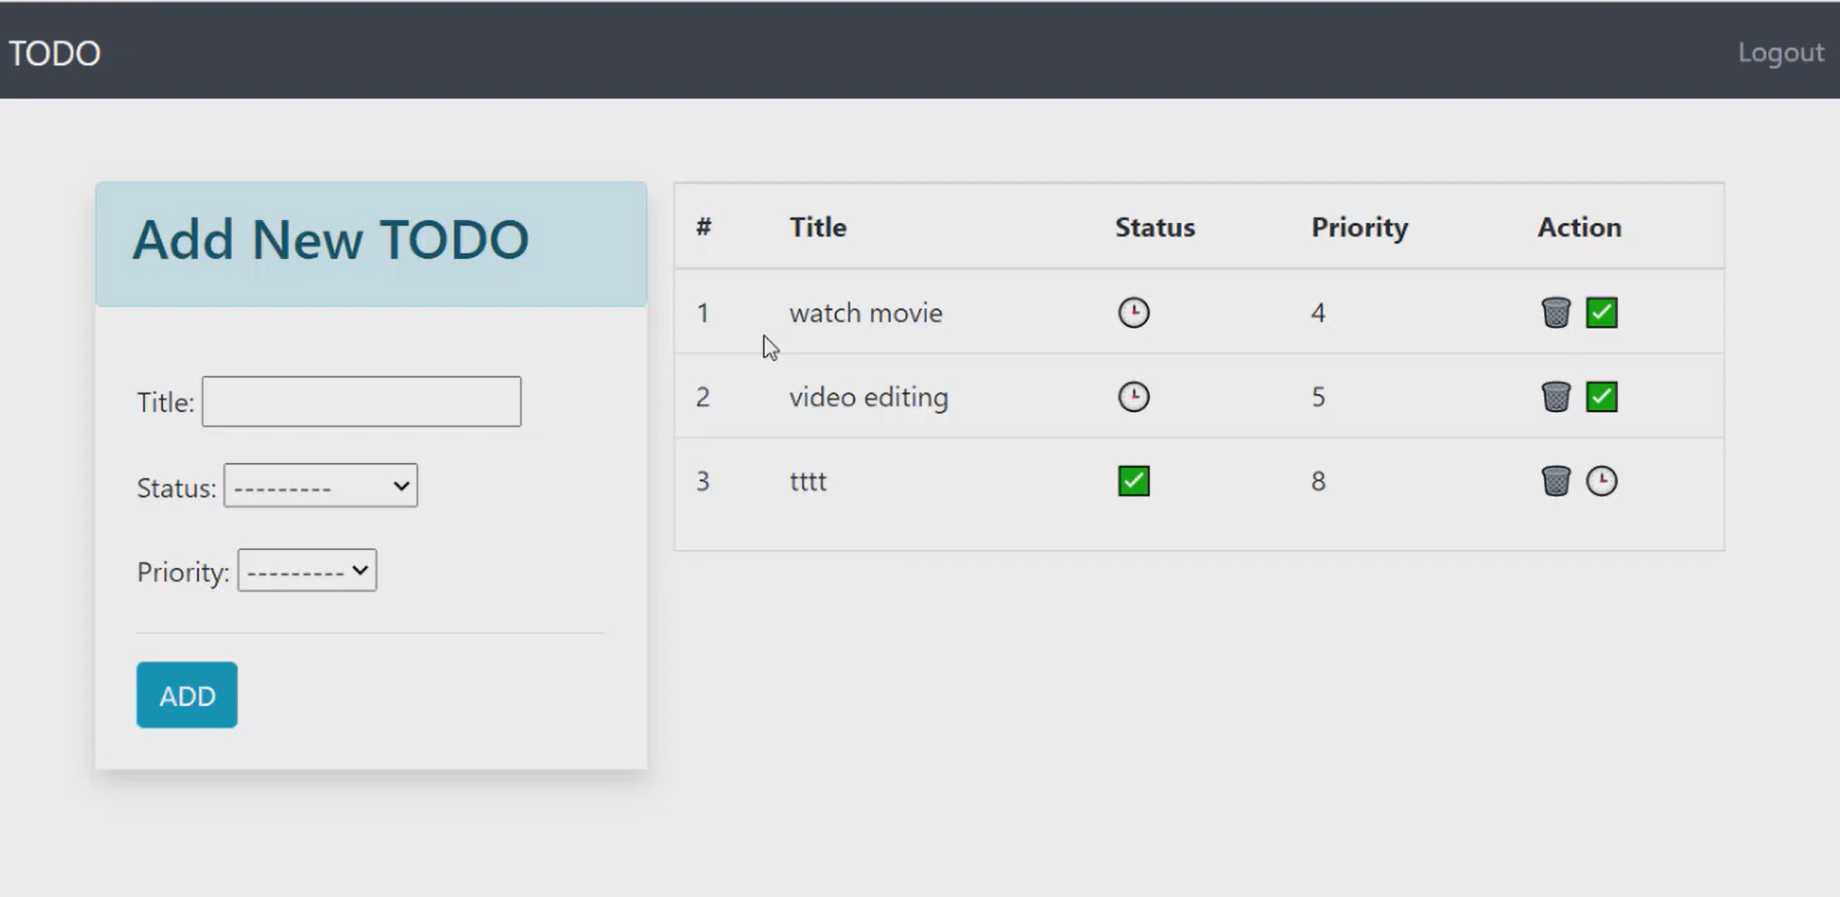 TODO
Logout
Add New TODO
Title:
Status: ---------
Priority: ---------
ADD
# Title Status Priority Action
1 watch movie 4
2 video editing 5
3 tttt 8